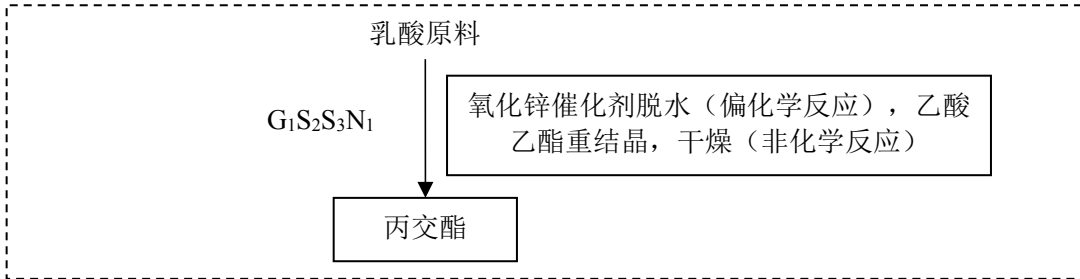 乳酸原料
G₁S₂S₃N₁
氧化锌催化剂脱水（偏化学反应），乙酸
乙酯重结晶，干燥（非化学反应）
丙交酯